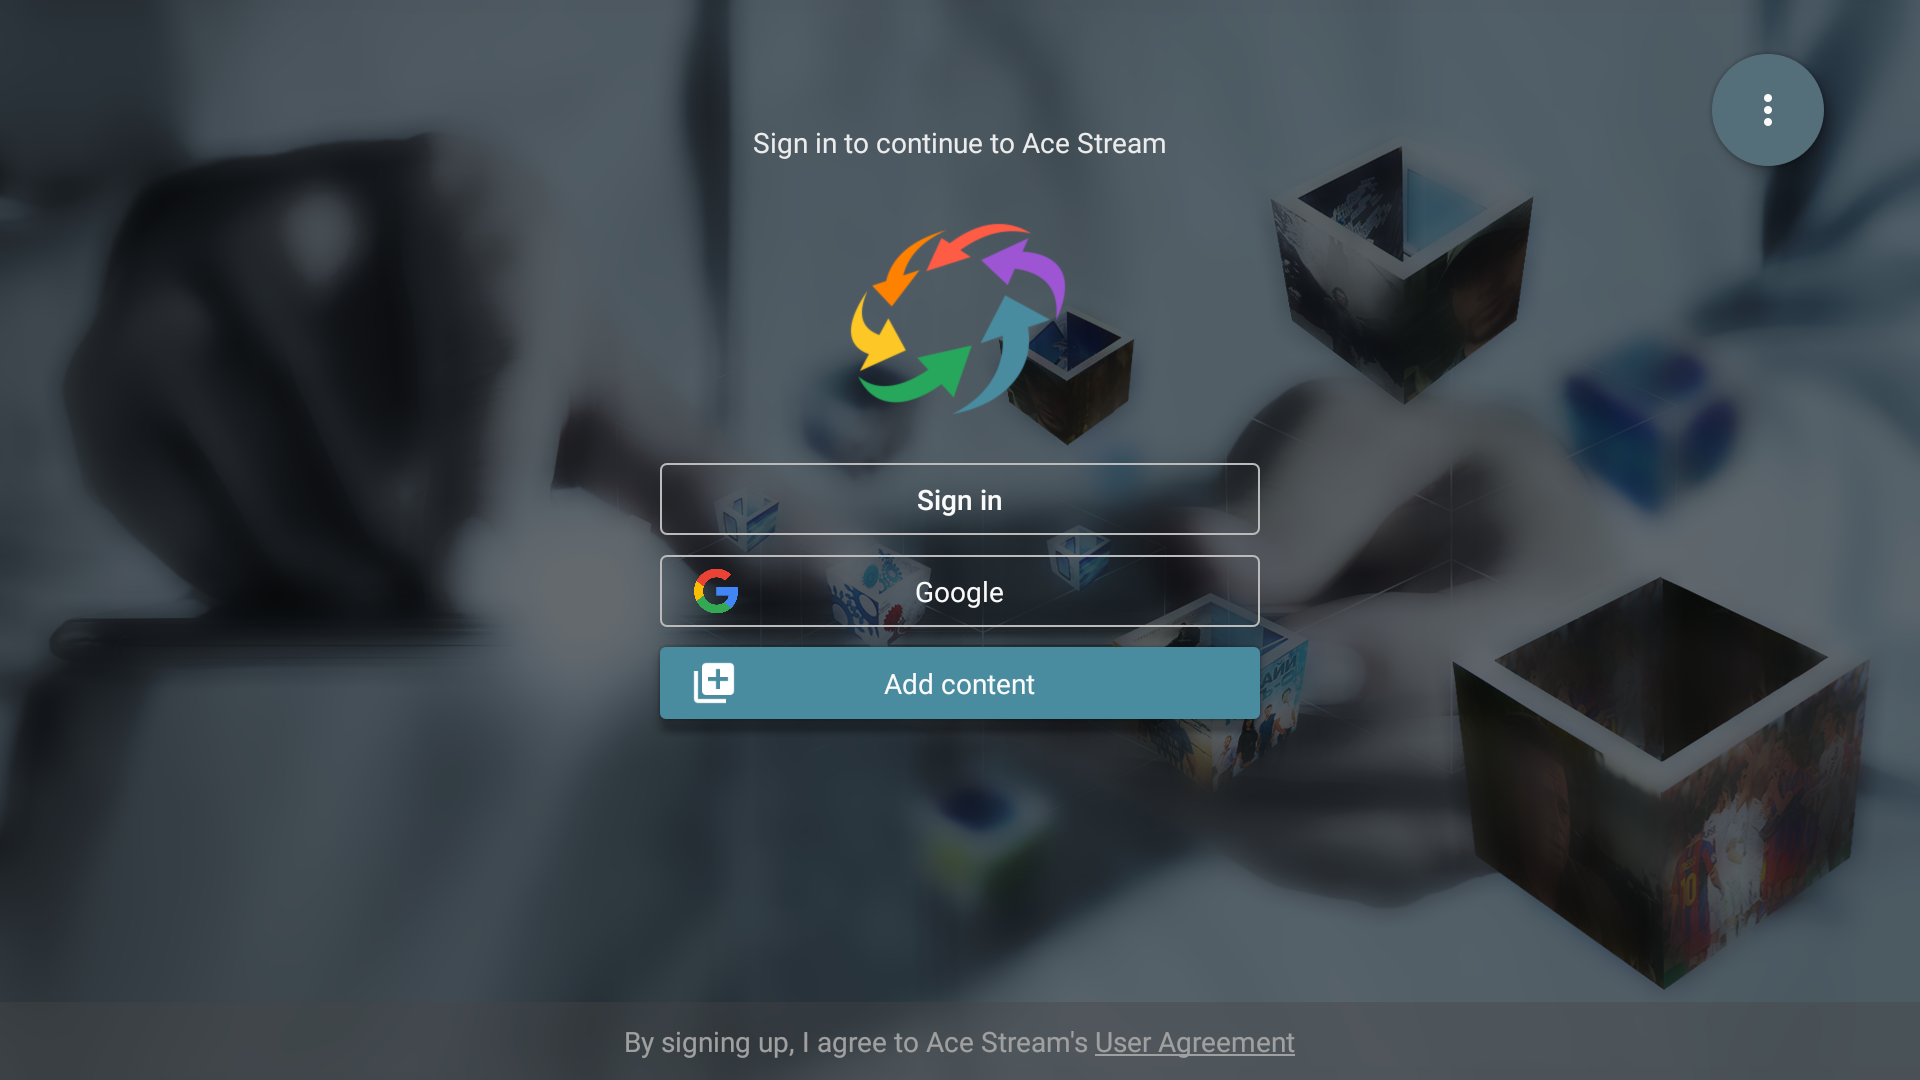 Sign in to continue to Ace Stream
Sign in
Google
Add content
10
By signing up, I agree to Ace Stream's User Agreement